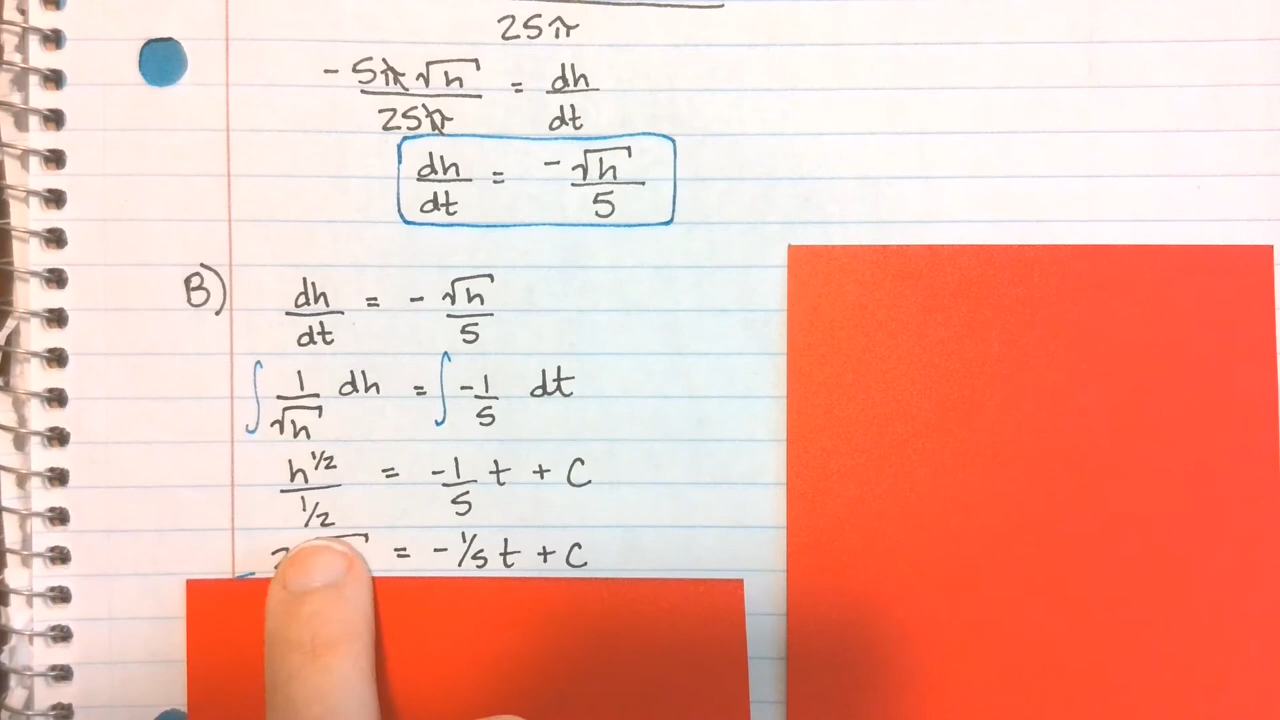 25π
-5π√h / 25π = dh/dt
dh/dt = -√h / 5
B) dh/dt = - √h / 5
∫ 1/√h dh = ∫ -1/5 dt
h^1/2 / 1/2 = -1/5 t + C
2 = -1/5 t + C